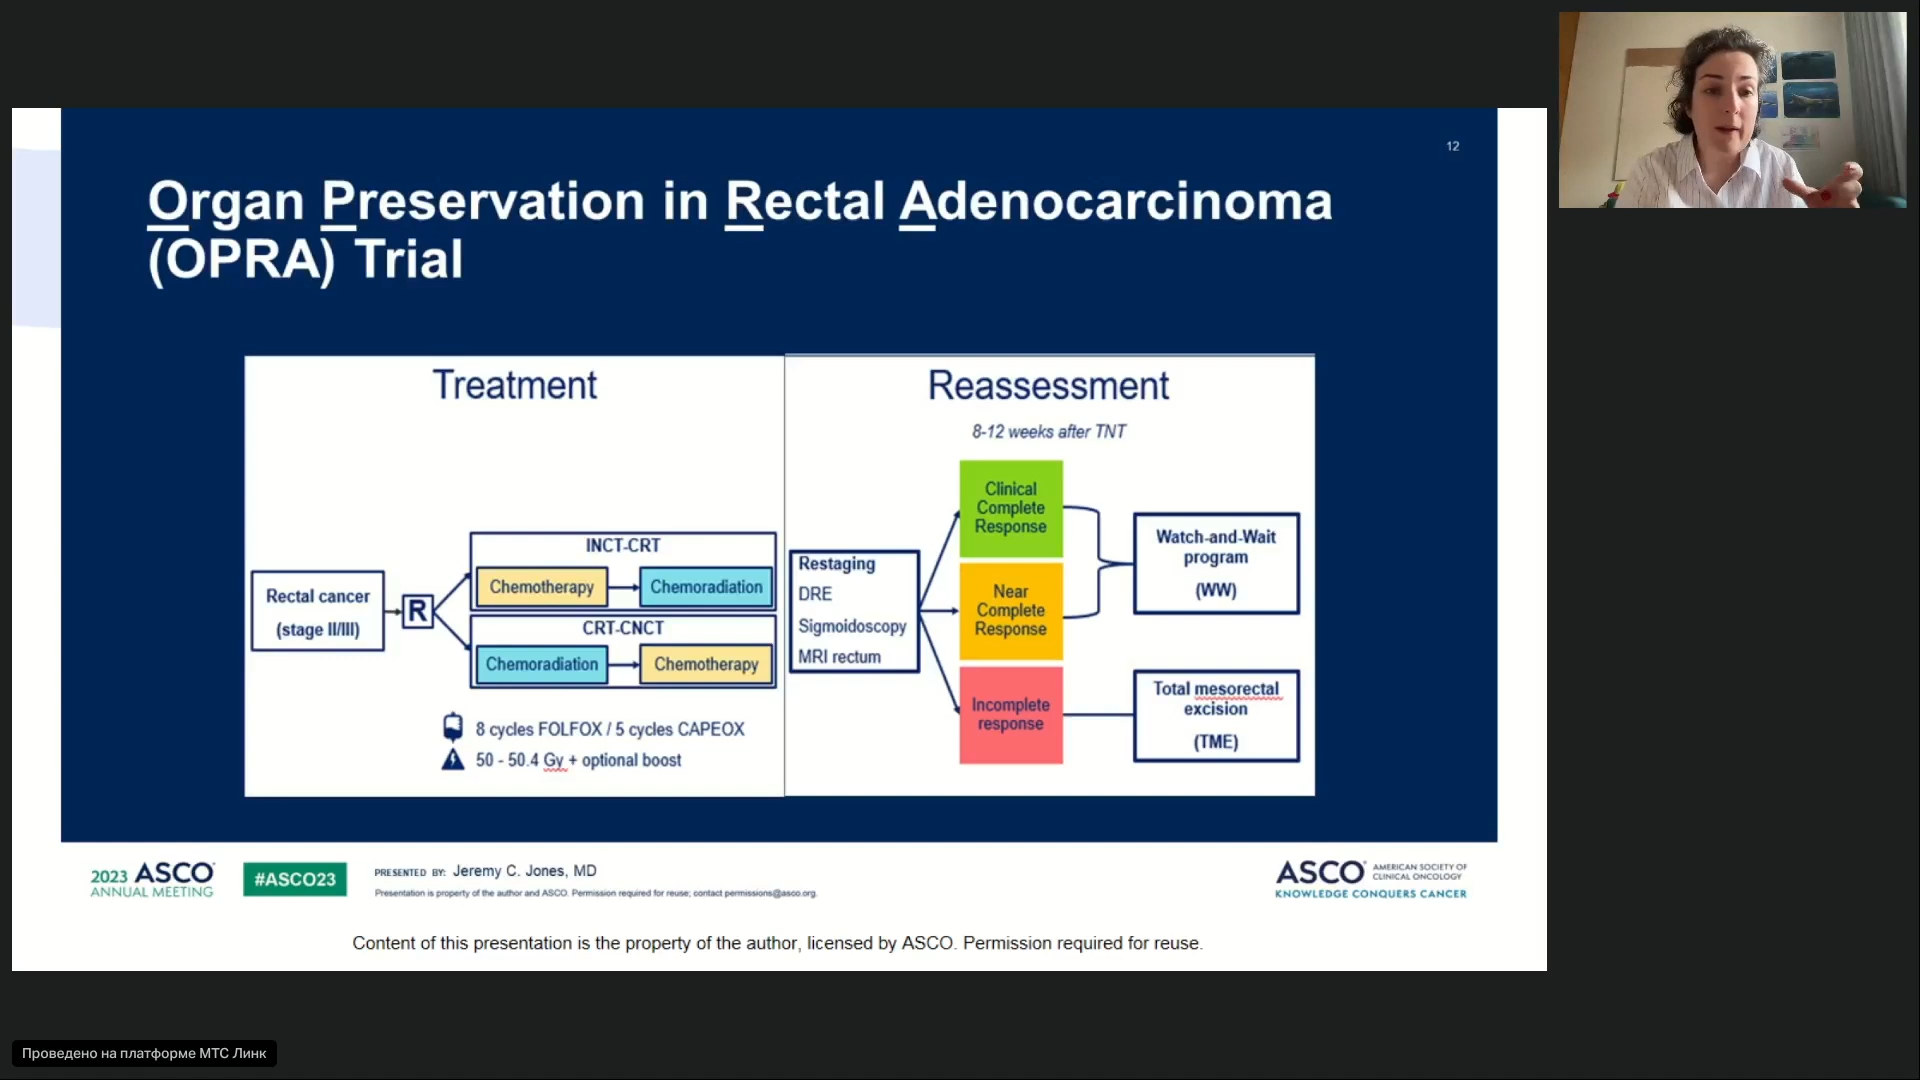 12
Organ Preservation in Rectal Adenocarcinoma
(OPRA) Trial
Treatment
Rectal cancer
(stage II/III)
R
INCT-CRT
Chemotherapy
Chemoradiation
CRT-CNCT
Chemoradiation
Chemotherapy
8 cycles FOLFOX / 5 cycles CAPEOX
50 - 50.4 Gy + optional boost
Reassessment
8-12 weeks after TNT
Restaging
DRE
Sigmoidoscopy
MRI rectum
Clinical
Complete
Response
Near
Complete
Response
Incomplete
response
Watch-and-Wait
program
(WW)
Total mesorectal
excision
(TME)
2023 ASCO
ANNUAL MEETING
#ASCO23
PRESENTED BY: Jeremy C. Jones, MD
Presentation is property of the author and ASCO. Permission required for reuse; contact permissions@asco.org.
ASCO AMERICAN SOCIETY OF
CLINICAL ONCOLOGY
KNOWLEDGE CONQUERS CANCER
Content of this presentation is the property of the author, licensed by ASCO. Permission required for reuse.
Проведено на платформе МТС Линк